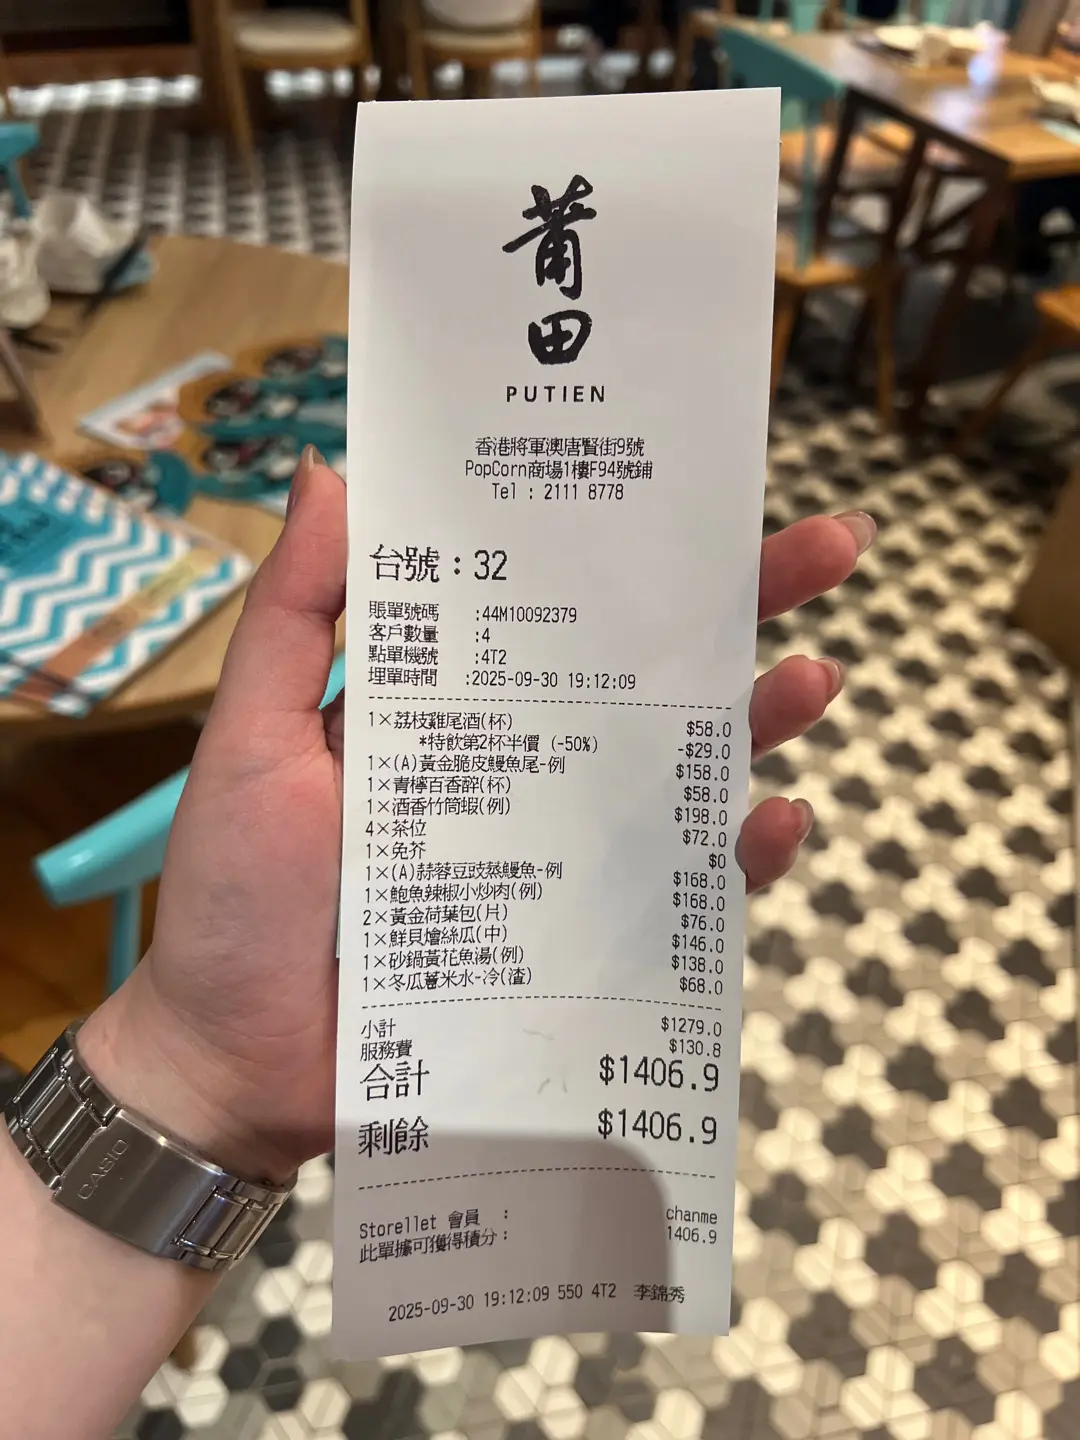 莆
田
PUTIEN
香港將軍澳唐賢街9號
PopCorn商場1樓F94號鋪
Tel : 2111 8778
台號：32
賬單號碼 :44M10092379
客戶數量 :4
點單機號 :4T2
埋單時間 :2025-09-30 19:12:09
1×荔枝雞尾酒(杯) $58.0
*特飲第2杯半價 (-50%) -$29.0
1×(A)黃金脆皮鰻魚尾-例 $158.0
1×青檸百香醉(杯) $58.0
1×酒香竹筒蝦(例) $198.0
4×茶位 $72.0
1×免芥 $0
1×(A)蒜蓉豆豉蒸鰻魚-例 $168.0
1×鮑魚辣椒小炒肉(例) $168.0
2×黃金荷葉包(片) $76.0
1×鮮貝燴絲瓜(中) $146.0
1×砂鍋黃花魚湯(例) $138.0
1×冬瓜薏米水-冷(渣) $68.0
小計 $1279.0
服務費 $130.8
合計 $1406.9
剩餘 $1406.9
Storellet 會員 : chanme
此單據可獲得積分: 1406.9
2025-09-30 19:12:09 550 4T2 李錦秀
CASIO